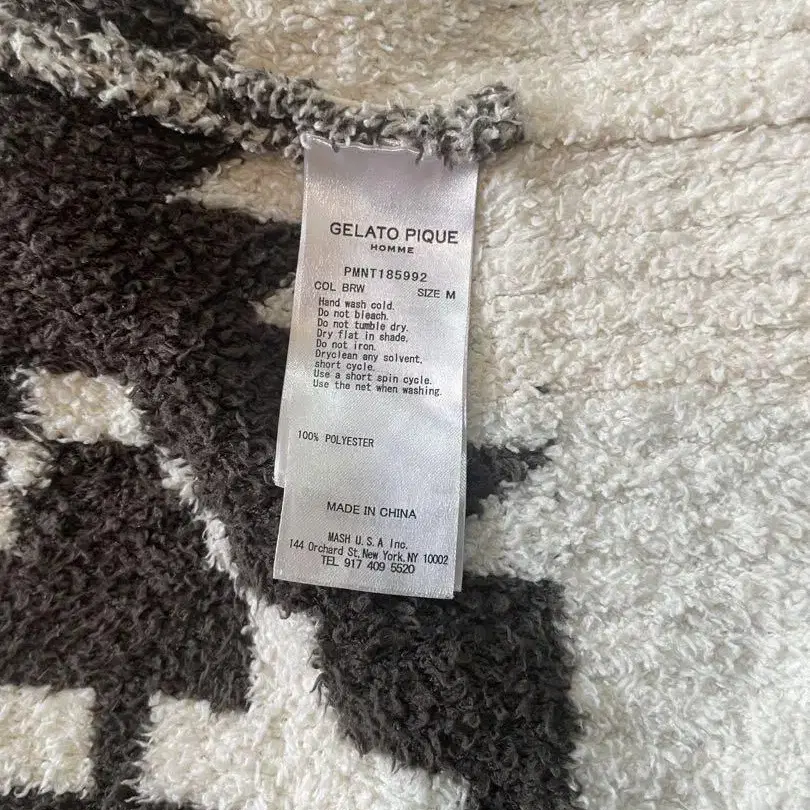 GELATO PIQUE
HOMME
PMNT185992
COL BRW SIZE M
Hand wash cold.
Do not bleach.
Do not tumble dry.
Dry flat in shade.
Do not iron.
Dryclean any solvent,
short cycle.
Use a short spin cycle.
Use the net when washing.
100% POLYESTER
MADE IN CHINA
MASH U.S.A Inc.
144 Orchard St,New York,NY 10002
TEL 917 409 5520